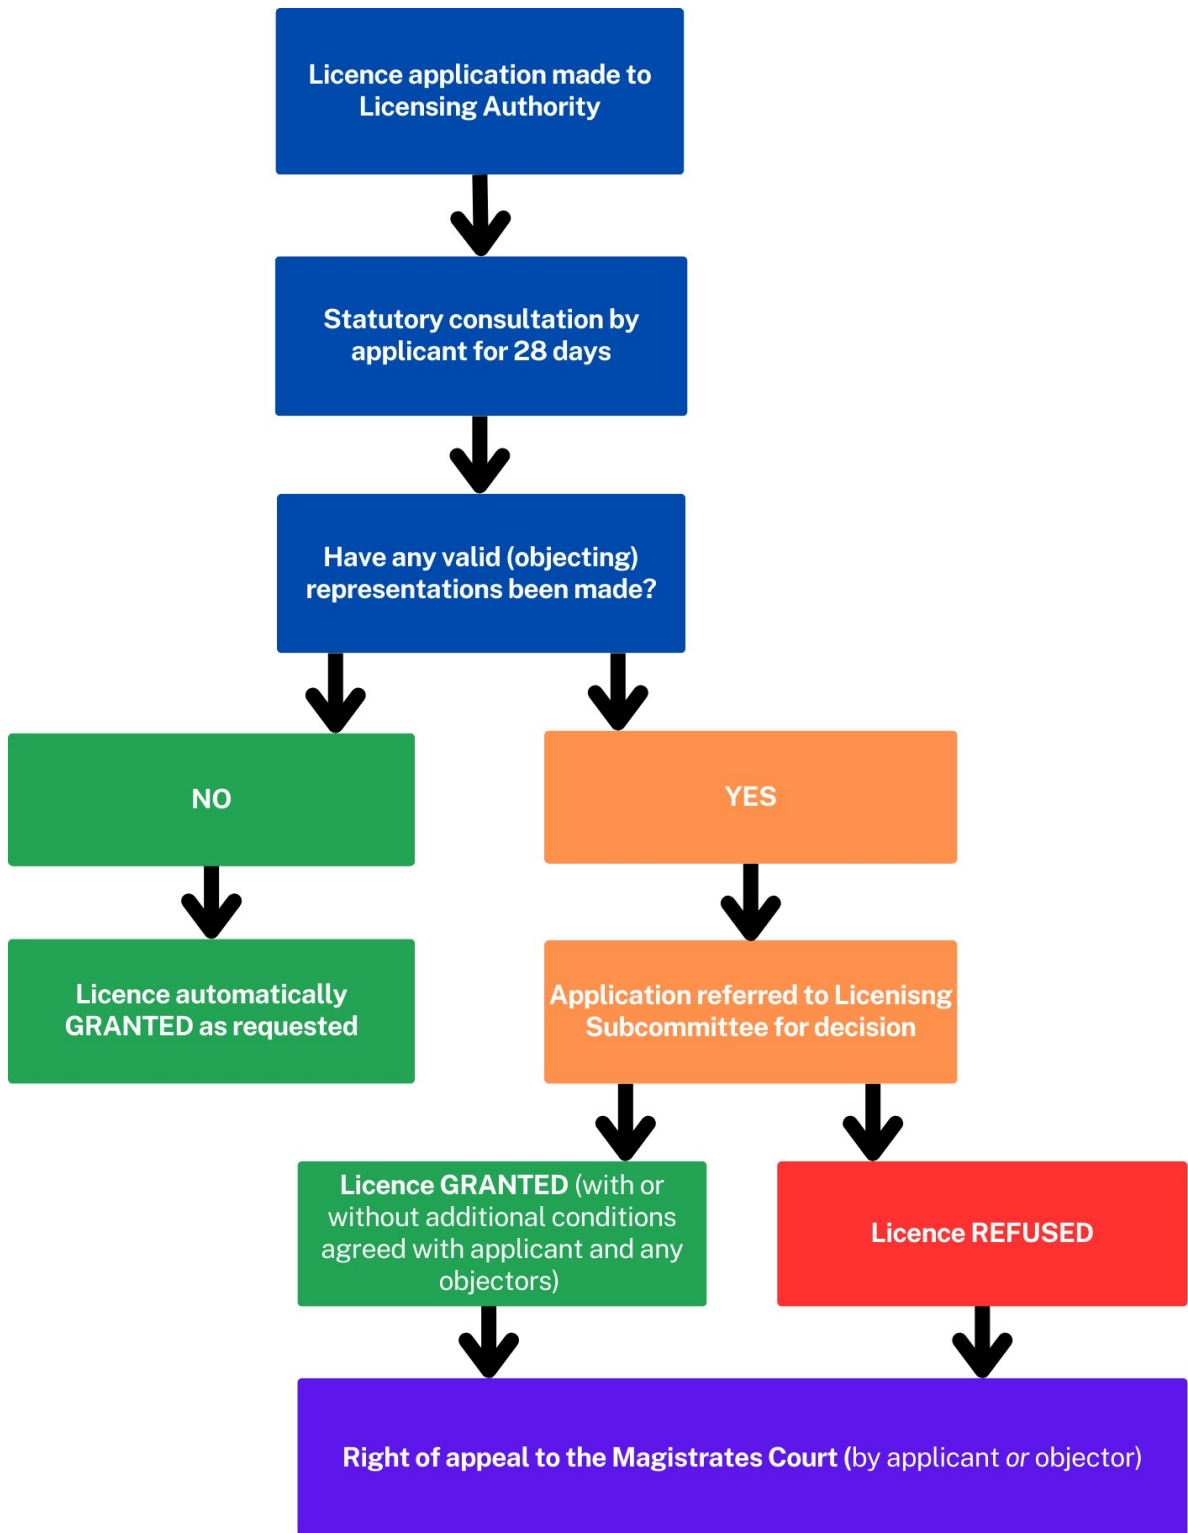 Licence application made to
Licensing Authority
Statutory consultation by
applicant for 28 days
Have any valid (objecting)
representations been made?
NO
YES
Licence automatically
GRANTED as requested
Application referred to Licenisng
Subcommittee for decision
Licence GRANTED (with or
without additional conditions
agreed with applicant and any
objectors)
Licence REFUSED
Right of appeal to the Magistrates Court (by applicant or objector)